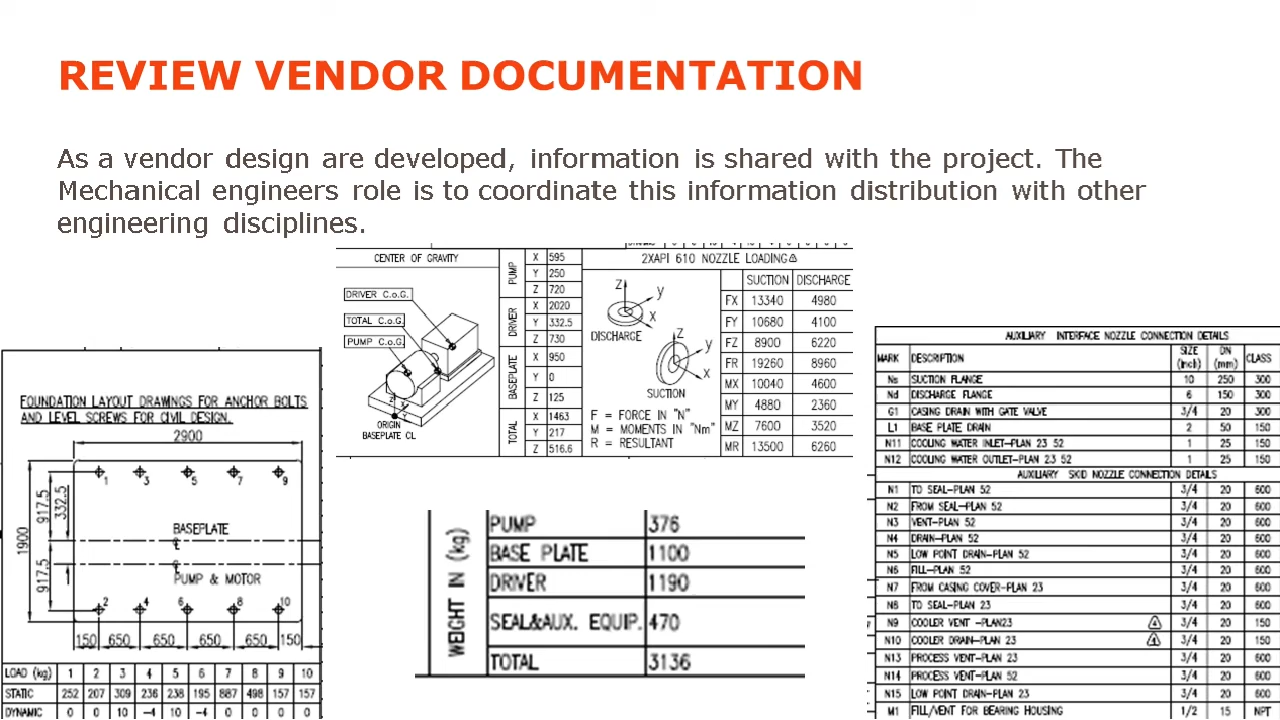 REVIEW VENDOR DOCUMENTATION
As a vendor design are developed, information is shared with the project. The
Mechanical engineers role is to coordinate this information distribution with other
engineering disciplines.
CENTER OF GRAVITY
DRIVER C.o.G.
TOTAL C.o.G.
PUMP C.o.G.
Z
Y
X
ORIGIN
BASEPLATE CL
PUMP
X 595
Y 250
Z 720
DRIVER
X 2020
Y 332.5
Z 730
BASEPLATE
X 950
Y 0
Z 125
TOTAL
X 1463
Y 217
Z 516.6
2XAPI 610 NOZZLE LOADING
Z
y
X
DISCHARGE
Z
y
X
SUCTION
F = FORCE IN "N"
M = MOMENTS IN "Nm"
R = RESULTANT
SUCTION DISCHARGE
FX 13340 4980
FY 10680 4100
FZ 8900 6220
FR 19260 8960
MX 10040 4600
MY 4880 2360
MZ 7600 3520
MR 13500 6260
FOUNDATION LAYOUT DRAWINGS FOR ANCHOR BOLTS
AND LEVEL SCREWS FOR CIVIL DESIGN.
2900
1 3 5 7 9
1900
917.5
332.5
917.5
BASEPLATE
PUMP & MOTOR
2 4 6 8 10
150 650 650 650 650 150
LOAD (kg) 1 2 3 4 5 6 7 8 9 10
STATIC 252 207 309 236 238 195 887 498 157 157
DYNAMIC 0 0 10 -4 10 -4 0 0 0 0
WEIGHT IN (kg)
PUMP 376
BASE PLATE 1100
DRIVER 1190
SEAL&AUX. EQUIP. 470
TOTAL 3136
AUXILIARY INTERFACE NOZZLE CONNECTION DETAILS
MARK DESCRIPTION SIZE (Inch) DN (mm) CLASS
Ns SUCTION FLANGE 10 250 300
Nd DISCHARGE FLANGE 6 150 300
G1 CASING DRAIN WITH GATE VALVE 3/4 20 300
L1 BASE PLATE DRAIN 2 50 150
N11 COOLING WATER INLET-PLAN 23 52 1 25 150
N12 COOLING WATER OUTLET-PLAN 23 52 1 25 150
AUXILIARY SKID NOZZLE CONNECTION DETAILS
N1 TO SEAL-PLAN 52 3/4 20 600
N2 FROM SEAL-PLAN 52 3/4 20 600
N3 VENT-PLAN 52 3/4 20 600
N4 DRAIN-PLAN 52 3/4 20 600
N5 LOW POINT DRAIN-PLAN 52 3/4 20 600
N6 FILL-PLAN 52 3/4 20 600
N7 FROM CASING COVER-PLAN 23 3/4 20 600
N8 TO SEAL-PLAN 23 3/4 20 600
N9 COOLER VENT -PLAN23 3/4 20 150
N10 COOLER DRAIN-PLAN 23 3/4 20 150
N13 PROCESS VENT-PLAN 23 3/4 20 600
N14 PROCESS VENT-PLAN 52 3/4 20 600
N15 LOW POINT DRAIN-PLAN 23 3/4 20 600
M1 FILL/VENT FOR BEARING HOUSING 1/2 15 NPT